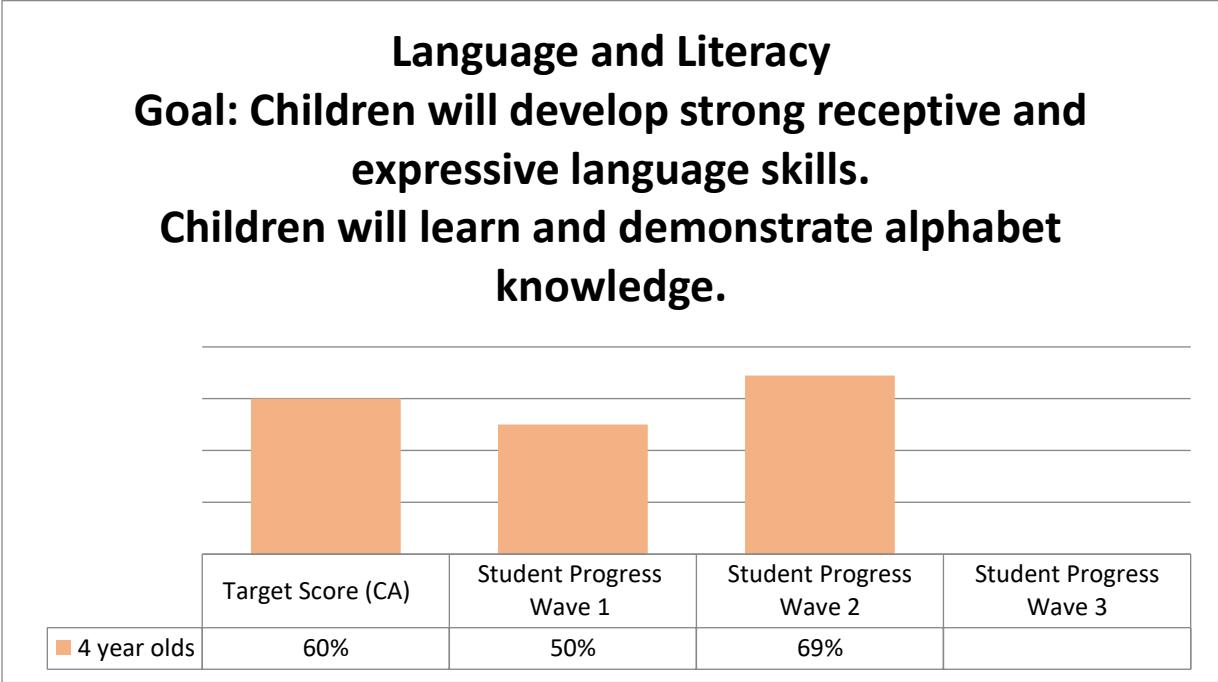 Language and Literacy
Goal: Children will develop strong receptive and
expressive language skills.
Children will learn and demonstrate alphabet
knowledge.
Target Score (CA)
Student Progress
Wave 1
Student Progress
Wave 2
Student Progress
Wave 3
4 year olds 60% 50% 69%